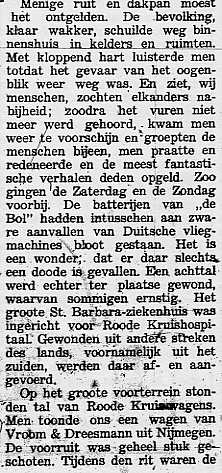 Menige ruit en dakpan moest
het ontgelden. De bevolking,
klaar wakker, schuilde weg bin-
nenshuis in kelders en ruimten.
Met kloppend hart luisterde men
totdat het gevaar van het oogen-
blik weer weg was. En ziet, wij
menschen, zochten elkanders na-
bijheid; zoodra het vuren niet
meer werd gehoord, kwam men
weer te voorschijn en groepten de
menschen bijeen, men praatte en
redeneerde en de meest fantasti-
sche verhalen deden opgeld. Zoo
gingen de Zaterdag en de Zondag
voorbij. De batterijen van „de
Bol" hadden intusschen aan zwa-
re aanvallen van Duitsche vlieg-
machines bloot gestaan. Het is
een wonder, dat er daar slechts
een doode is gevallen. Een achttal
werd echter ter plaatse gewond,
waarvan sommigen ernstig. Het
groote St. Barbara-ziekenhuis was
ingericht voor Roode Kruishospi-
taal. Gewonden uit andere streken
des lands, voornamelijk uit het
zuiden, werden daar af- en aan-
gevoerd.
Op het groote voorterrein ston-
den tal van Roode Kruiswagens.
Men toonde ons een wagen van
Vroom & Dreesmann uit Nijmegen.
De voorruit was geheel stuk ge-
schoten. Tijdens den rit waren de